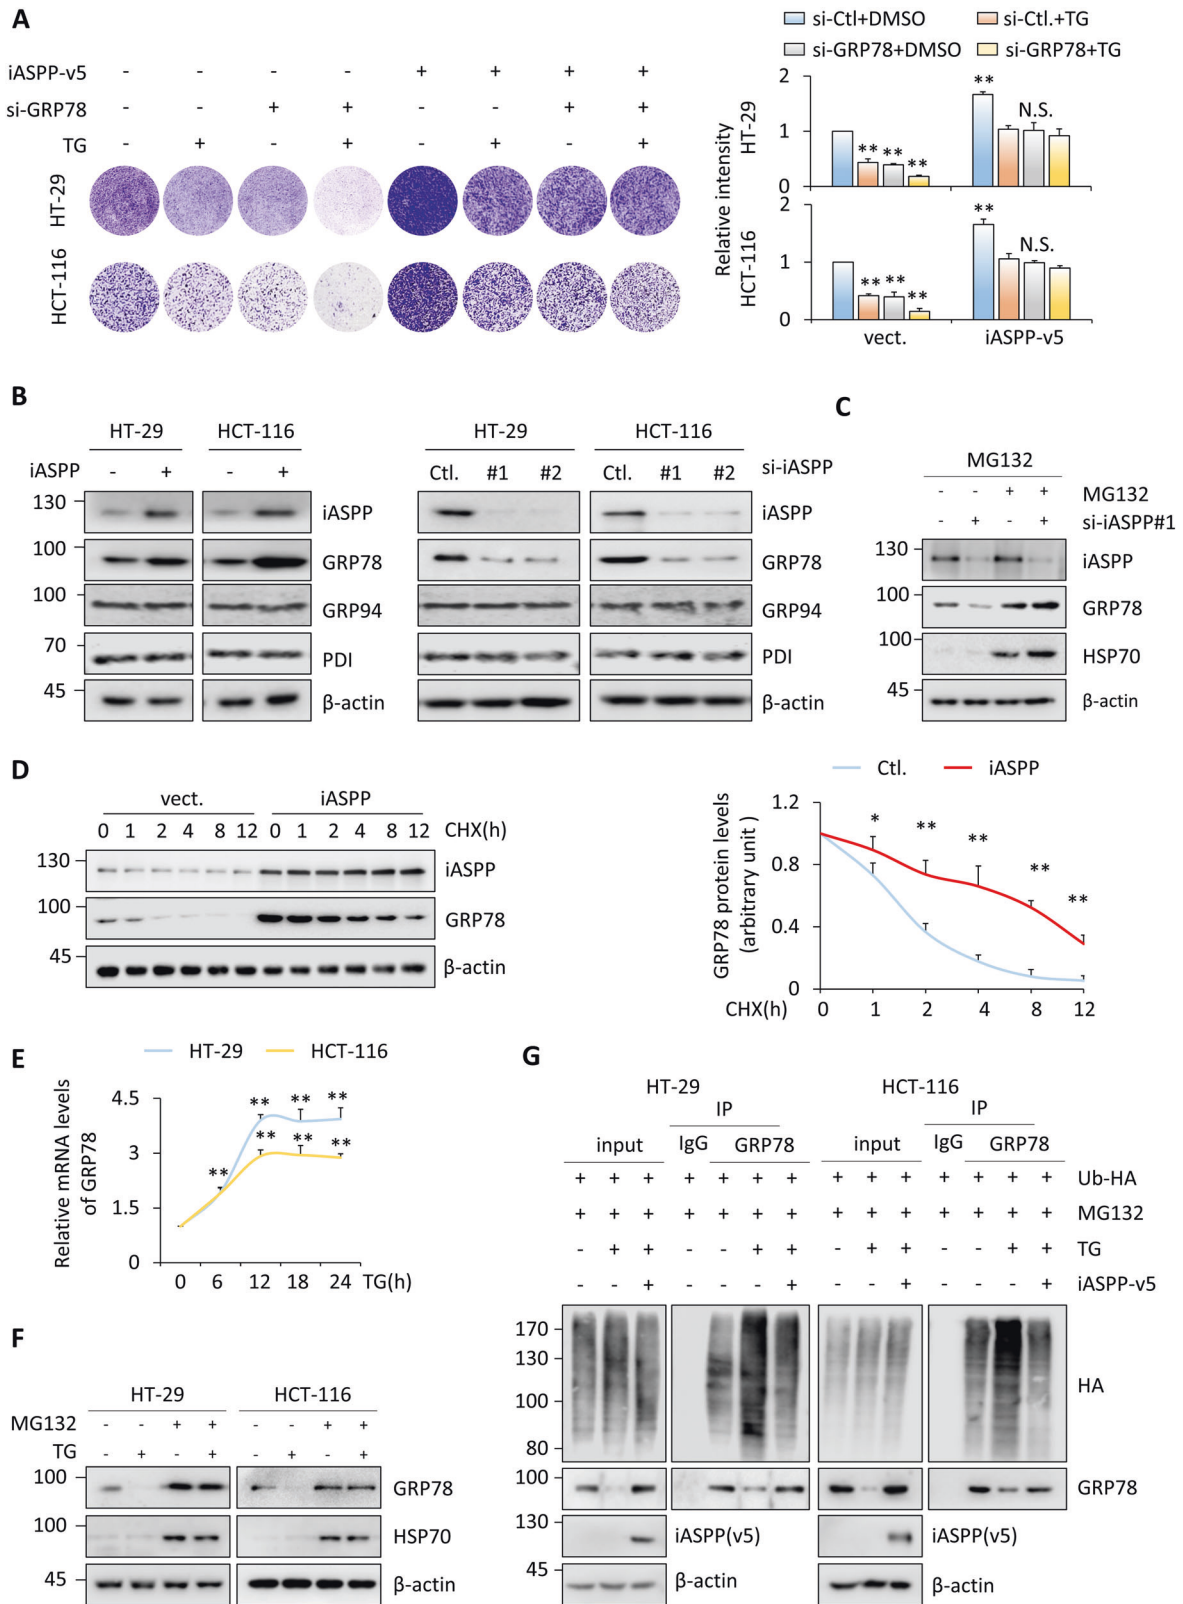 A
si-Ctl+DMSO si-Ctl.+TG
si-GRP78+DMSO si-GRP78+TG
iASPP-v5 - - - - + + + +
si-GRP78 - - + + - - + +
TG - + - + - + - +
HT-29
HCT-116
Relative intensity
HT-29
HCT-116
2
1
0
** ** **
**
N.S.
2
1
0
** ** **
**
N.S.
vect. iASPP-v5
B
HT-29 HCT-116
iASPP - + - +
130 iASPP
100 GRP78
100 GRP94
70 PDI
45 β-actin
HT-29 HCT-116
Ctl. #1 #2 Ctl. #1 #2 si-iASPP
iASPP
GRP78
GRP94
PDI
β-actin
C
MG132
- - + + MG132
- + - + si-iASPP#1
130 iASPP
100 GRP78
100 HSP70
45 β-actin
D
vect. iASPP
0 1 2 4 8 12 0 1 2 4 8 12 CHX(h)
130 iASPP
100 GRP78
45 β-actin
Ctl. iASPP
GRP78 protein levels
(arbitrary unit )
1.2
0.8
0.4
0
* ** ** ** **
CHX(h) 0 1 2 4 8 12
E
HT-29 HCT-116
Relative mRNA levels
of GRP78
4.5
3
1.5
0
** ** ** **
** ** **
0 6 12 18 24 TG(h)
F
HT-29 HCT-116
MG132 - - + + - - + +
TG - + - + - + - +
100 GRP78
100 HSP70
45 β-actin
G
HT-29 HCT-116
IP IP
input IgG GRP78 input IgG GRP78
+ + + + + + + + + + + + + + Ub-HA
+ + + + + + + + + + + + + + MG132
- + + - - + + - + + - - + + TG
- - + - - - + - - + - - - + iASPP-v5
170
130
100
80
HA
100 GRP78
130 iASPP(v5) iASPP(v5)
45 β-actin β-actin